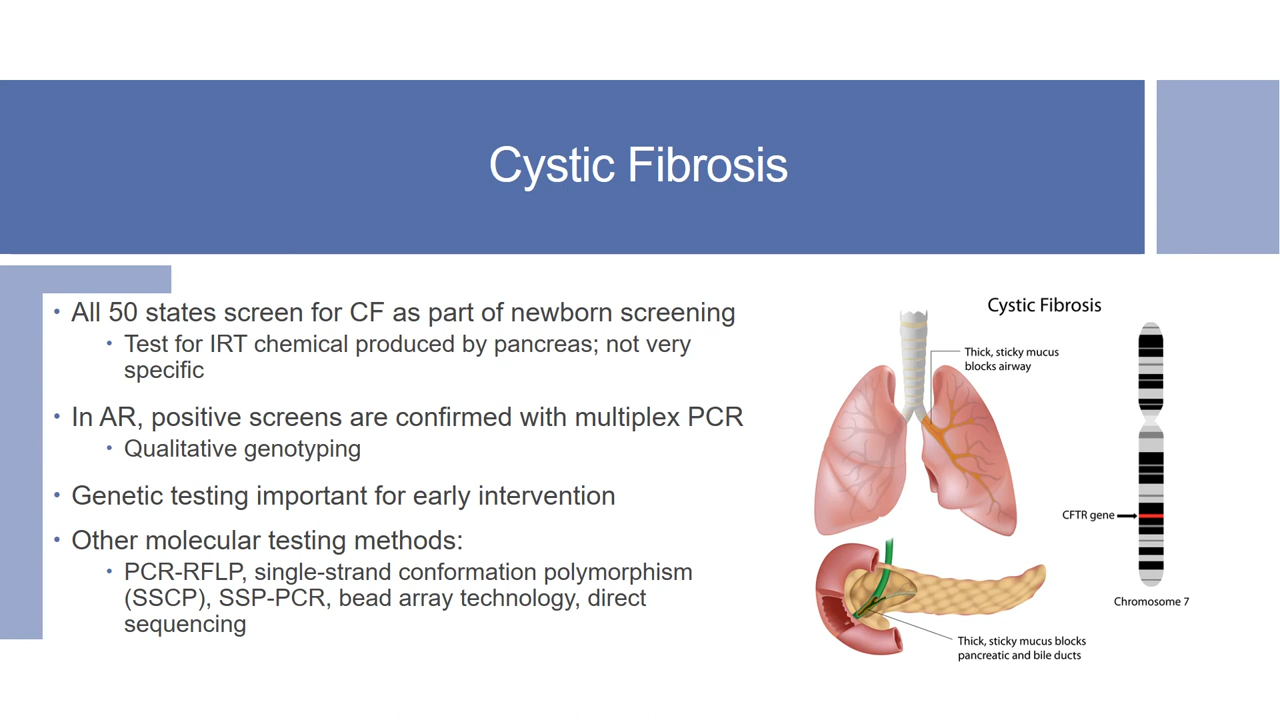 Cystic Fibrosis
• All 50 states screen for CF as part of newborn screening
• Test for IRT chemical produced by pancreas; not very
specific
• In AR, positive screens are confirmed with multiplex PCR
• Qualitative genotyping
• Genetic testing important for early intervention
• Other molecular testing methods:
• PCR-RFLP, single-strand conformation polymorphism
(SSCP), SSP-PCR, bead array technology, direct
sequencing
Cystic Fibrosis
Thick, sticky mucus
blocks airway
CFTR gene
Chromosome 7
Thick, sticky mucus blocks
pancreatic and bile ducts